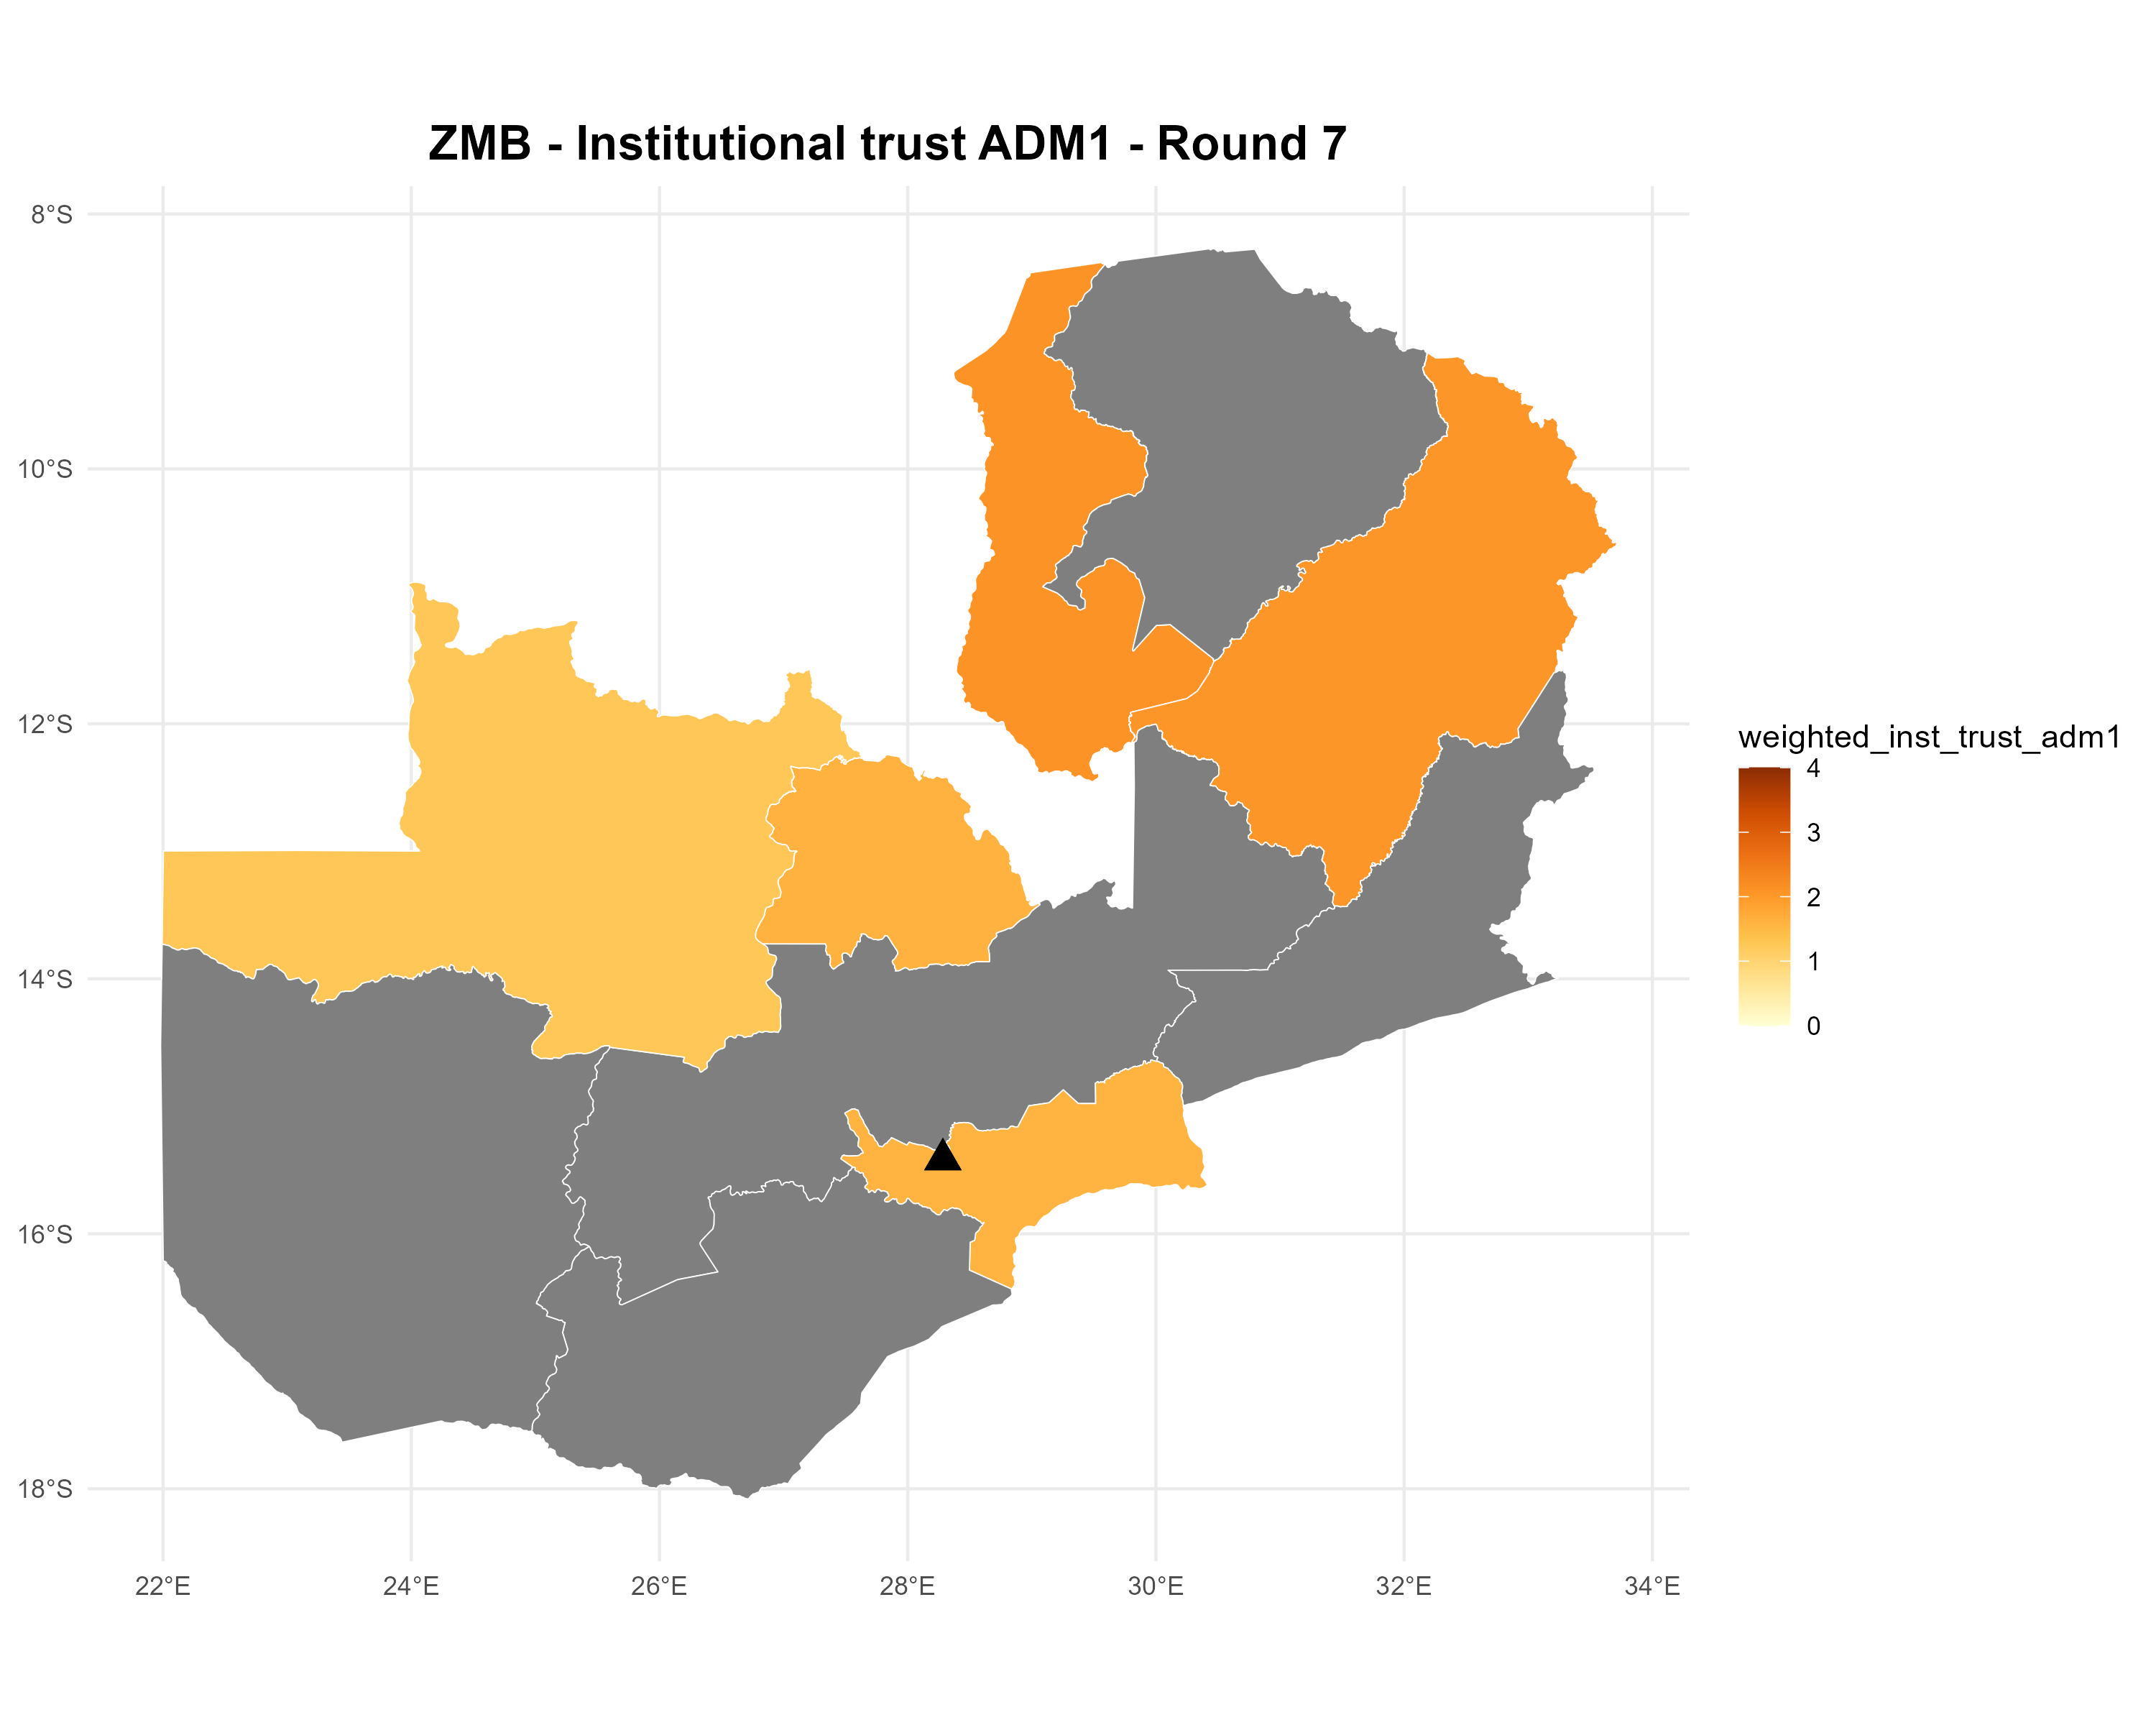 ZMB - Institutional trust ADM1 - Round 7
8°S
10°S
12°S
14°S
16°S
18°S
22°E
24°E
26°E
28°E
30°E
32°E
34°E
weighted_inst_trust_adm1
4
3
2
1
0